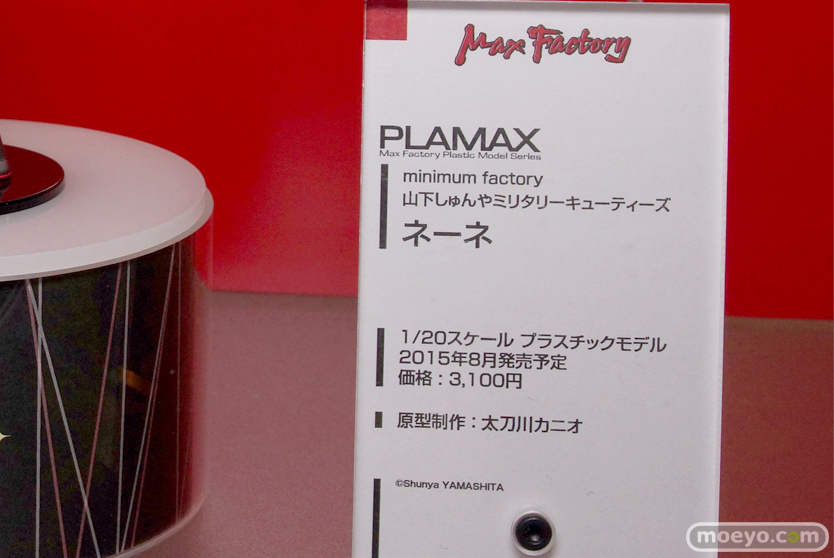 Max Factory
PLAMAX
Max Factory Plastic Model Series
minimum factory
山下しゅんやミリタリーキューティーズ
ネーネ
1/20スケール プラスチックモデル
2015年8月発売予定
価格：3,100円
原型制作：太刀川カニオ
©Shunya YAMASHITA
moeyo.com